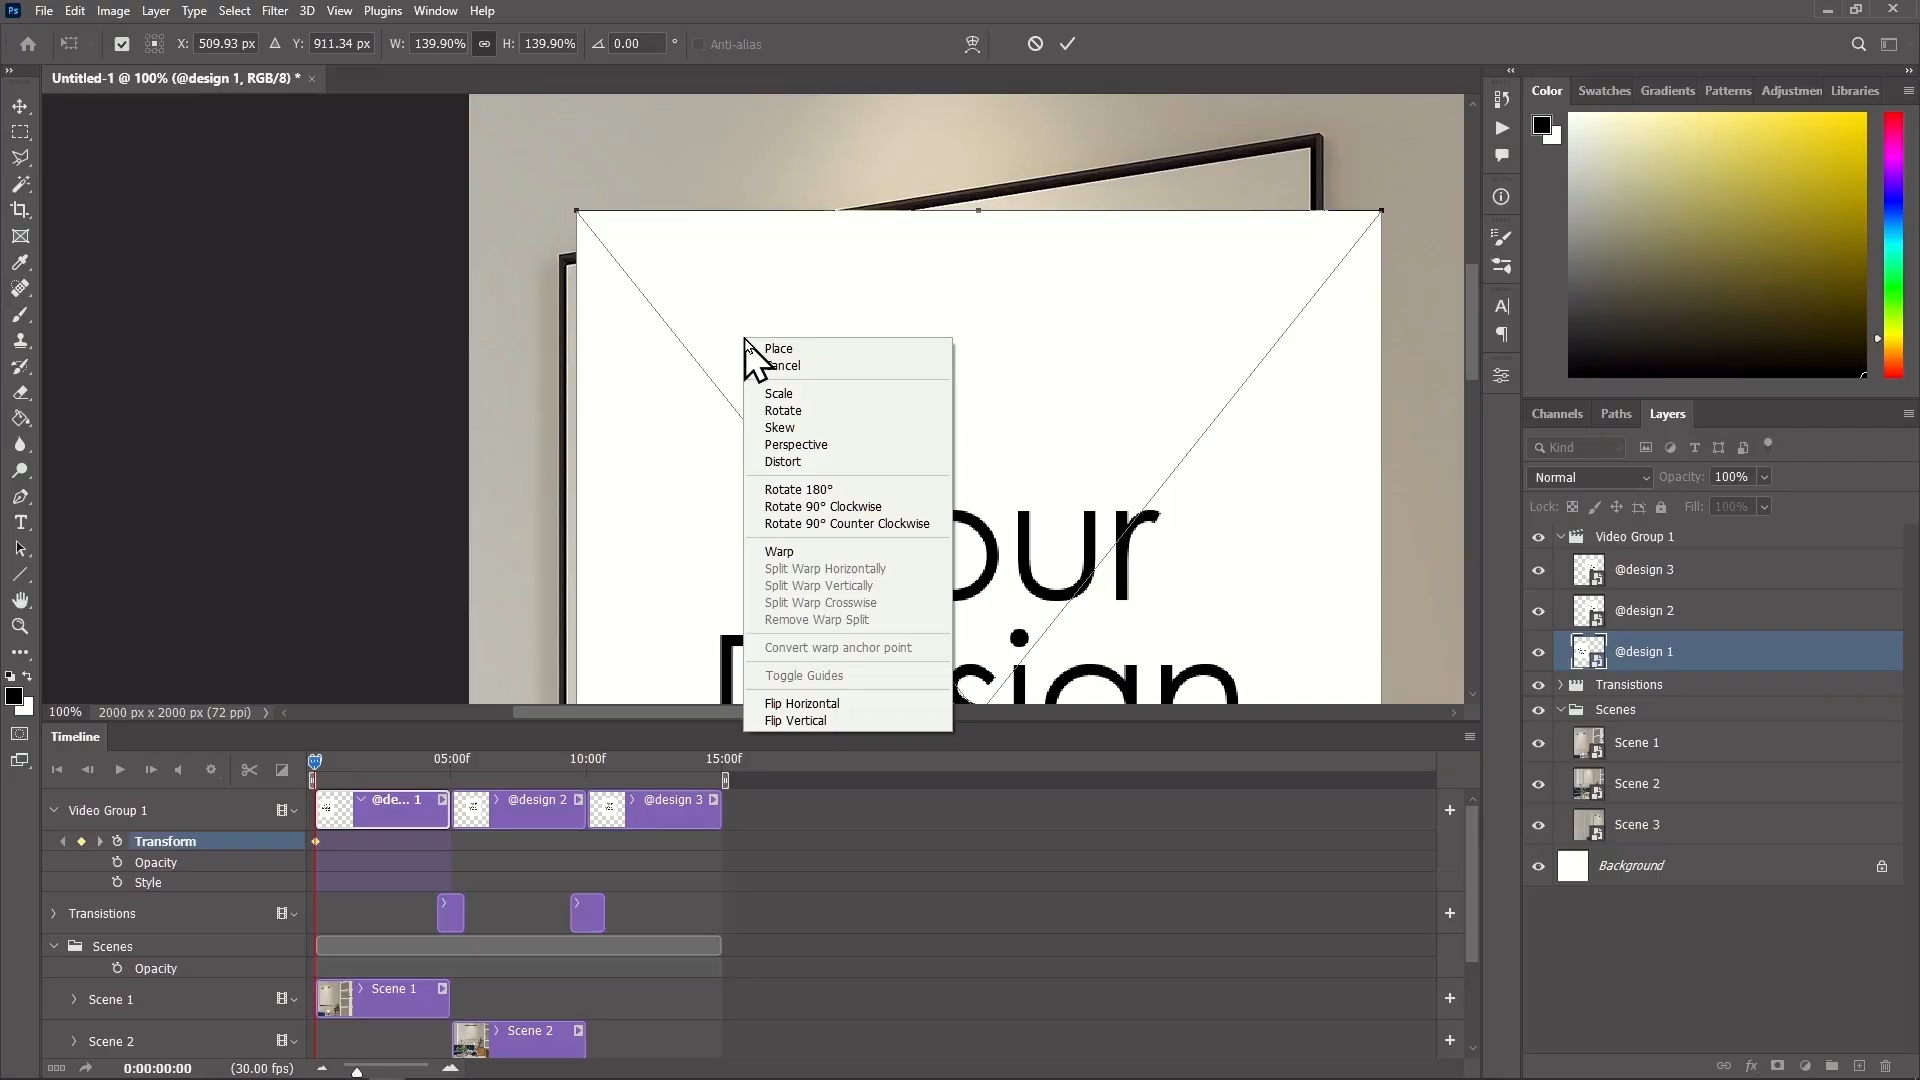 Ps File Edit Image Layer Type Select Filter 3D View Plugins Window Help
X: 509.93 px Y: 911.34 px W: 139.90% H: 139.90% 0.00 ° Anti-alias
Untitled-1 @ 100% (@design 1, RGB/8) * ×
Color Swatches Gradients Patterns Adjustmen Libraries
Place
Cancel
Scale
Rotate
Skew
Perspective
Distort
Rotate 180°
Rotate 90° Clockwise
Rotate 90° Counter Clockwise
Warp
Split Warp Horizontally
Split Warp Vertically
Split Warp Crosswise
Remove Warp Split
Convert warp anchor point
Toggle Guides
Flip Horizontal
Flip Vertical
our
sign
Channels Paths Layers
Kind
Normal Opacity: 100%
Lock: Fill: 100%
Video Group 1
@design 3
@design 2
@design 1
Transistions
Scenes
Scene 1
Scene 2
Scene 3
Background
100% 2000 px x 2000 px (72 ppi)
Timeline
05:00f 10:00f 15:00f
Video Group 1 @de... 1 @design 2 @design 3
Transform
Opacity
Style
Transistions
Scenes
Opacity
Scene 1 Scene 1
Scene 2 Scene 2
0:00:00:00 (30.00 fps)